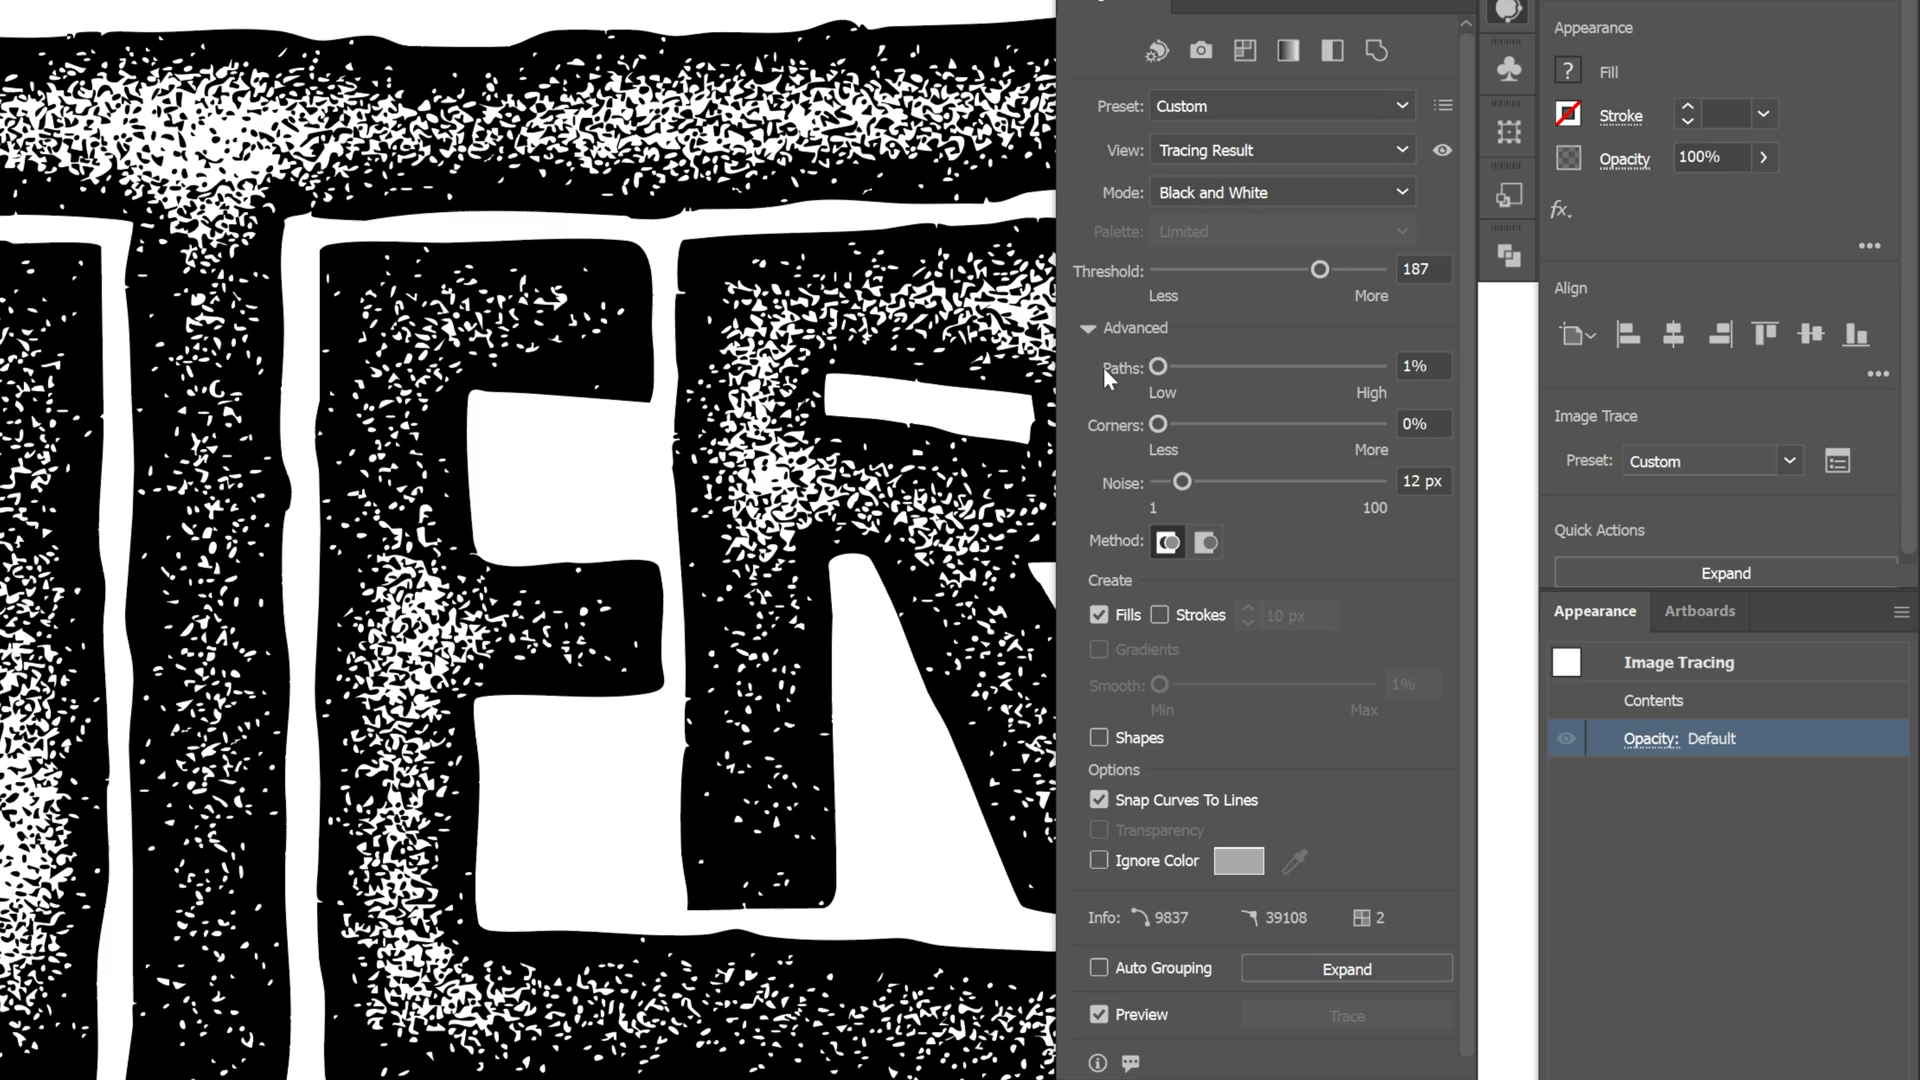 TER
Preset: Custom
View: Tracing Result
Mode: Black and White
Palette: Limited
Threshold: 187
Less More
Advanced
Paths: 1%
Low High
Corners: 0%
Less More
Noise: 12 px
1 100
Method:
Create
Fills Strokes 10 px
Gradients
Smooth: 1%
Min Max
Shapes
Options
Snap Curves To Lines
Transparency
Ignore Color
Info: 9837 39108 2
Auto Grouping Expand
Preview Trace
Appearance
? Fill
Stroke
Opacity 100%
fx.
Align
Image Trace
Preset: Custom
Quick Actions
Expand
Appearance Artboards
Image Tracing
Contents
Opacity: Default